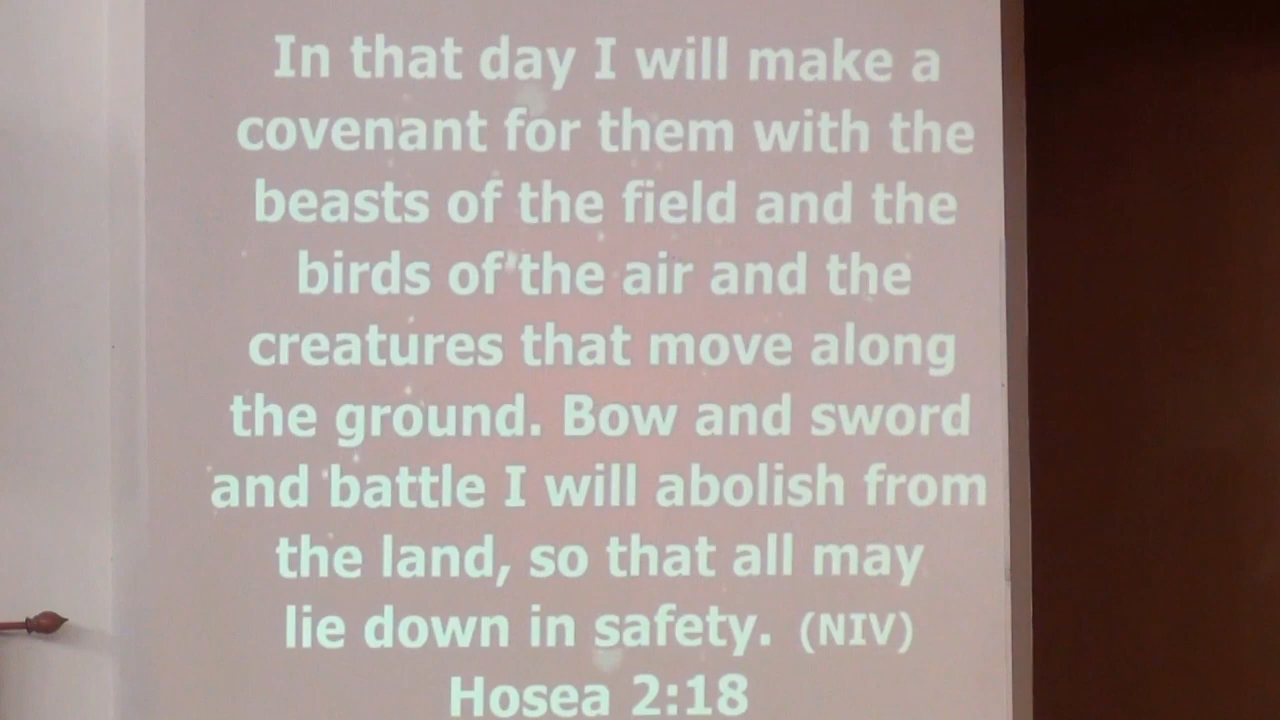 In that day I will make a
covenant for them with the
beasts of the field and the
birds of the air and the
creatures that move along
the ground. Bow and sword
and battle I will abolish from
the land, so that all may
lie down in safety. (NIV)
Hosea 2:18